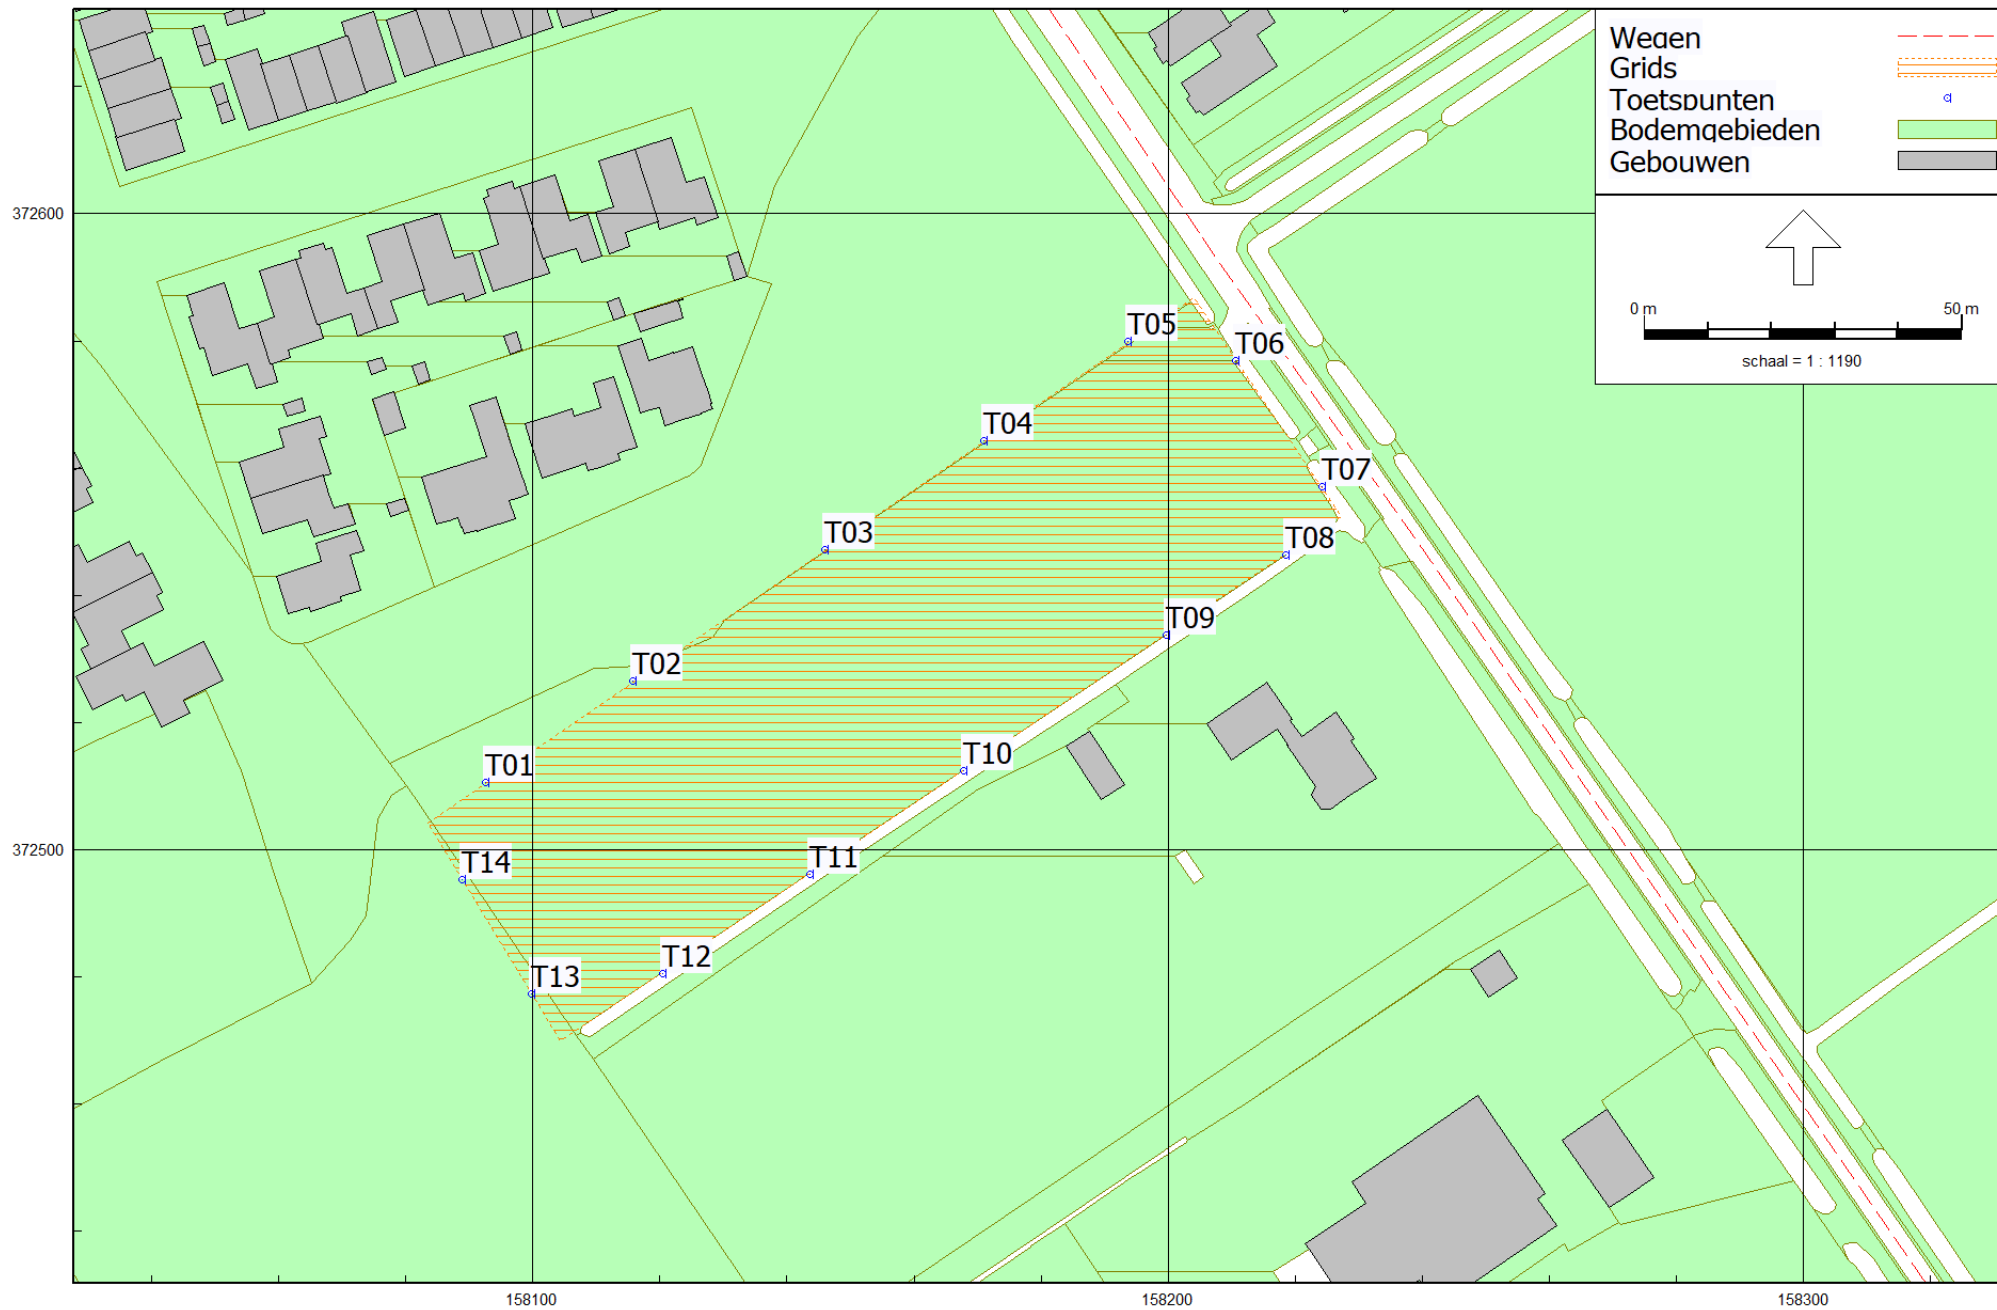 Wegen
Grids
Toetspunten
Bodemgebieden
Gebouwen
372600
0 m
50 m
schaal = 1 : 1190
T05
T06
T04
T07
T03
T08
T09
T02
T01
T10
372500
T14
T11
T12
T13
158100
158200
158300